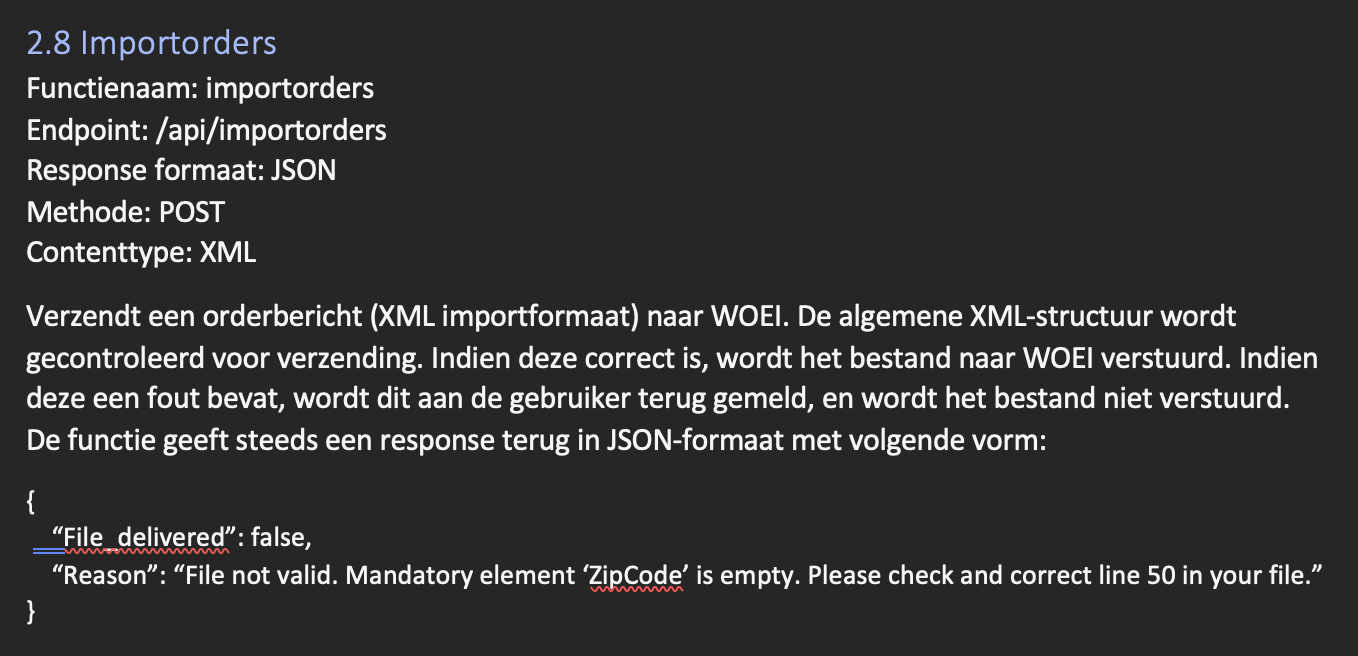 2.8 Importorders
Functienaam: importorders
Endpoint: /api/importorders
Response formaat: JSON
Methode: POST
Contenttype: XML
Verzendt een orderbericht (XML importformaat) naar WOEI. De algemene XML-structuur wordt
gecontroleerd voor verzending. Indien deze correct is, wordt het bestand naar WOEI verstuurd. Indien
deze een fout bevat, wordt dit aan de gebruiker terug gemeld, en wordt het bestand niet verstuurd.
De functie geeft steeds een response terug in JSON-formaat met volgende vorm:
{
“File_delivered”: false,
“Reason”: “File not valid. Mandatory element ‘ZipCode’ is empty. Please check and correct line 50 in your file.”
}